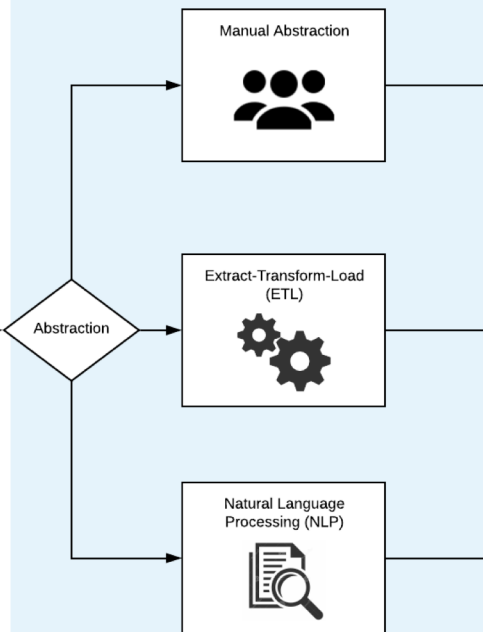 Manual Abstraction
Extract-Transform-Load
(ETL)
Abstraction
Natural Language
Processing (NLP)